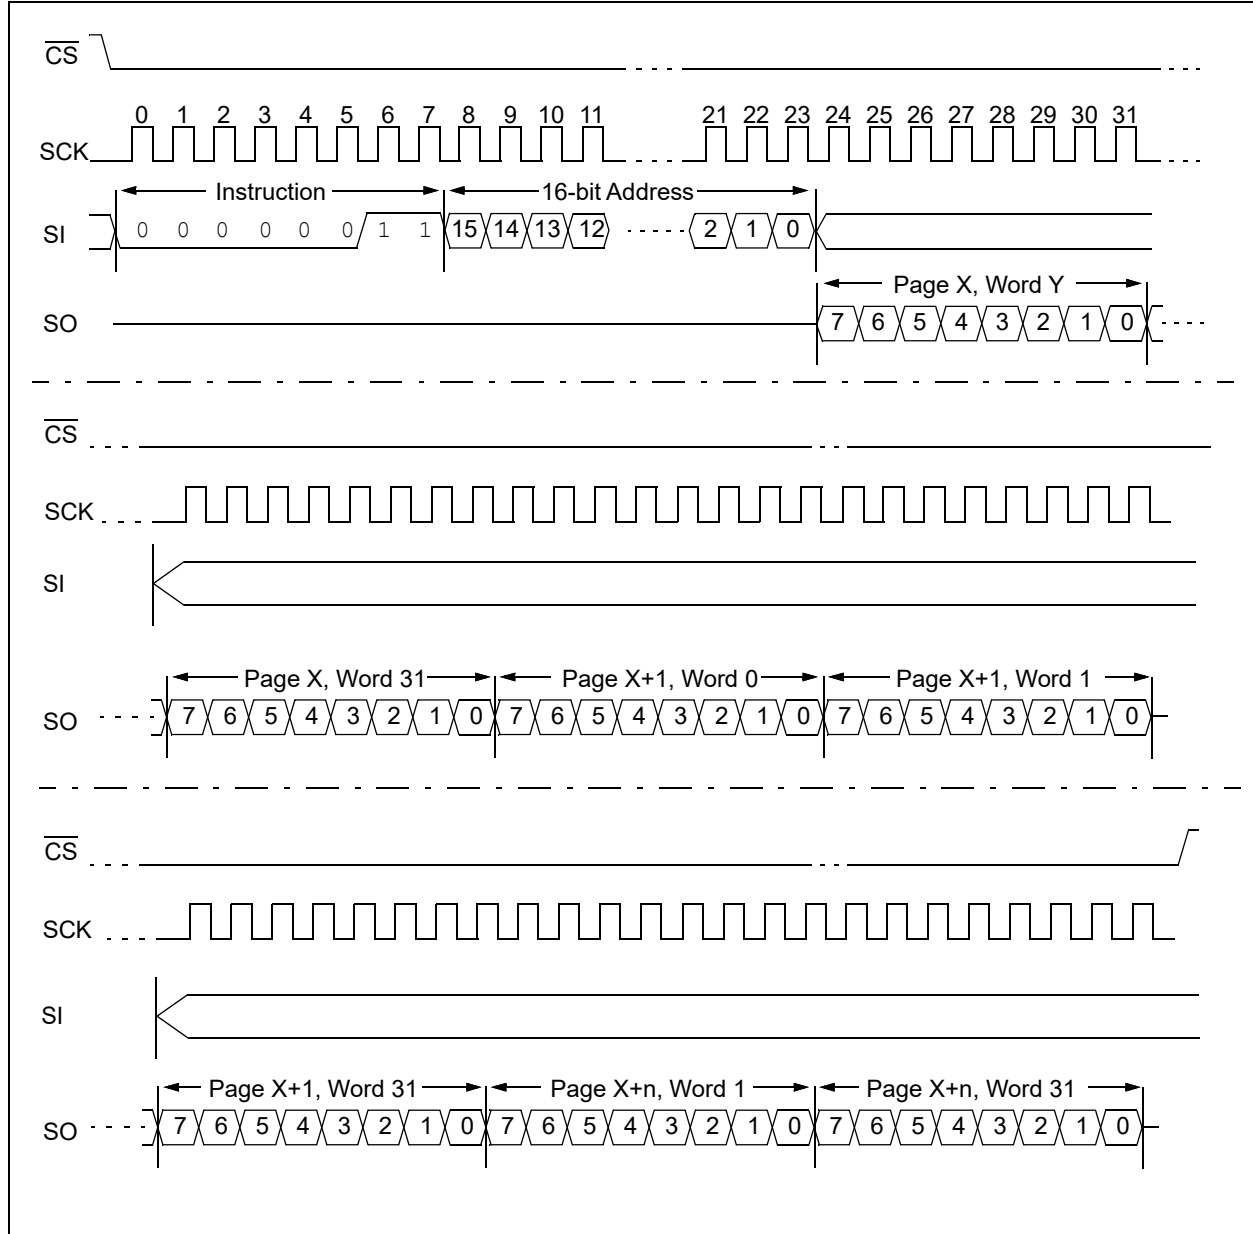 CS
0 1 2 3 4 5 6 7 8 9 10 11 21 22 23 24 25 26 27 28 29 30 31
SCK
Instruction 16-bit Address
SI 0 0 0 0 0 0 1 1 15 14 13 12 2 1 0
Page X, Word Y
SO 7 6 5 4 3 2 1 0
CS
SCK
SI
Page X, Word 31 Page X+1, Word 0 Page X+1, Word 1
SO 7 6 5 4 3 2 1 0 7 6 5 4 3 2 1 0 7 6 5 4 3 2 1 0
CS
SCK
SI
Page X+1, Word 31 Page X+n, Word 1 Page X+n, Word 31
SO 7 6 5 4 3 2 1 0 7 6 5 4 3 2 1 0 7 6 5 4 3 2 1 0